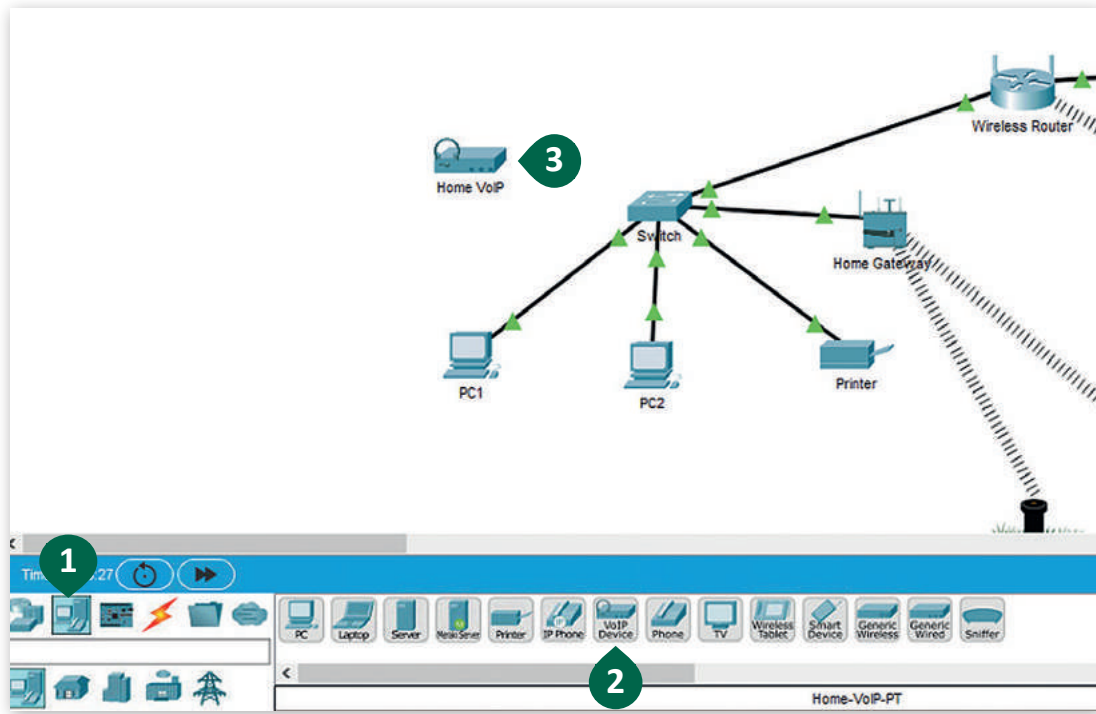 Wireless Router
3
Home VoIP
Switch
Home Gateway
PC1
PC2
Printer
1
27
PC
Laptop
Server
Meraki Server
Printer
IP Phone
VoIP Device
Phone
TV
Wireless Tablet
Smart Device
Generic Wireless
Generic Wired
Sniffer
2
Home-VoIP-PT